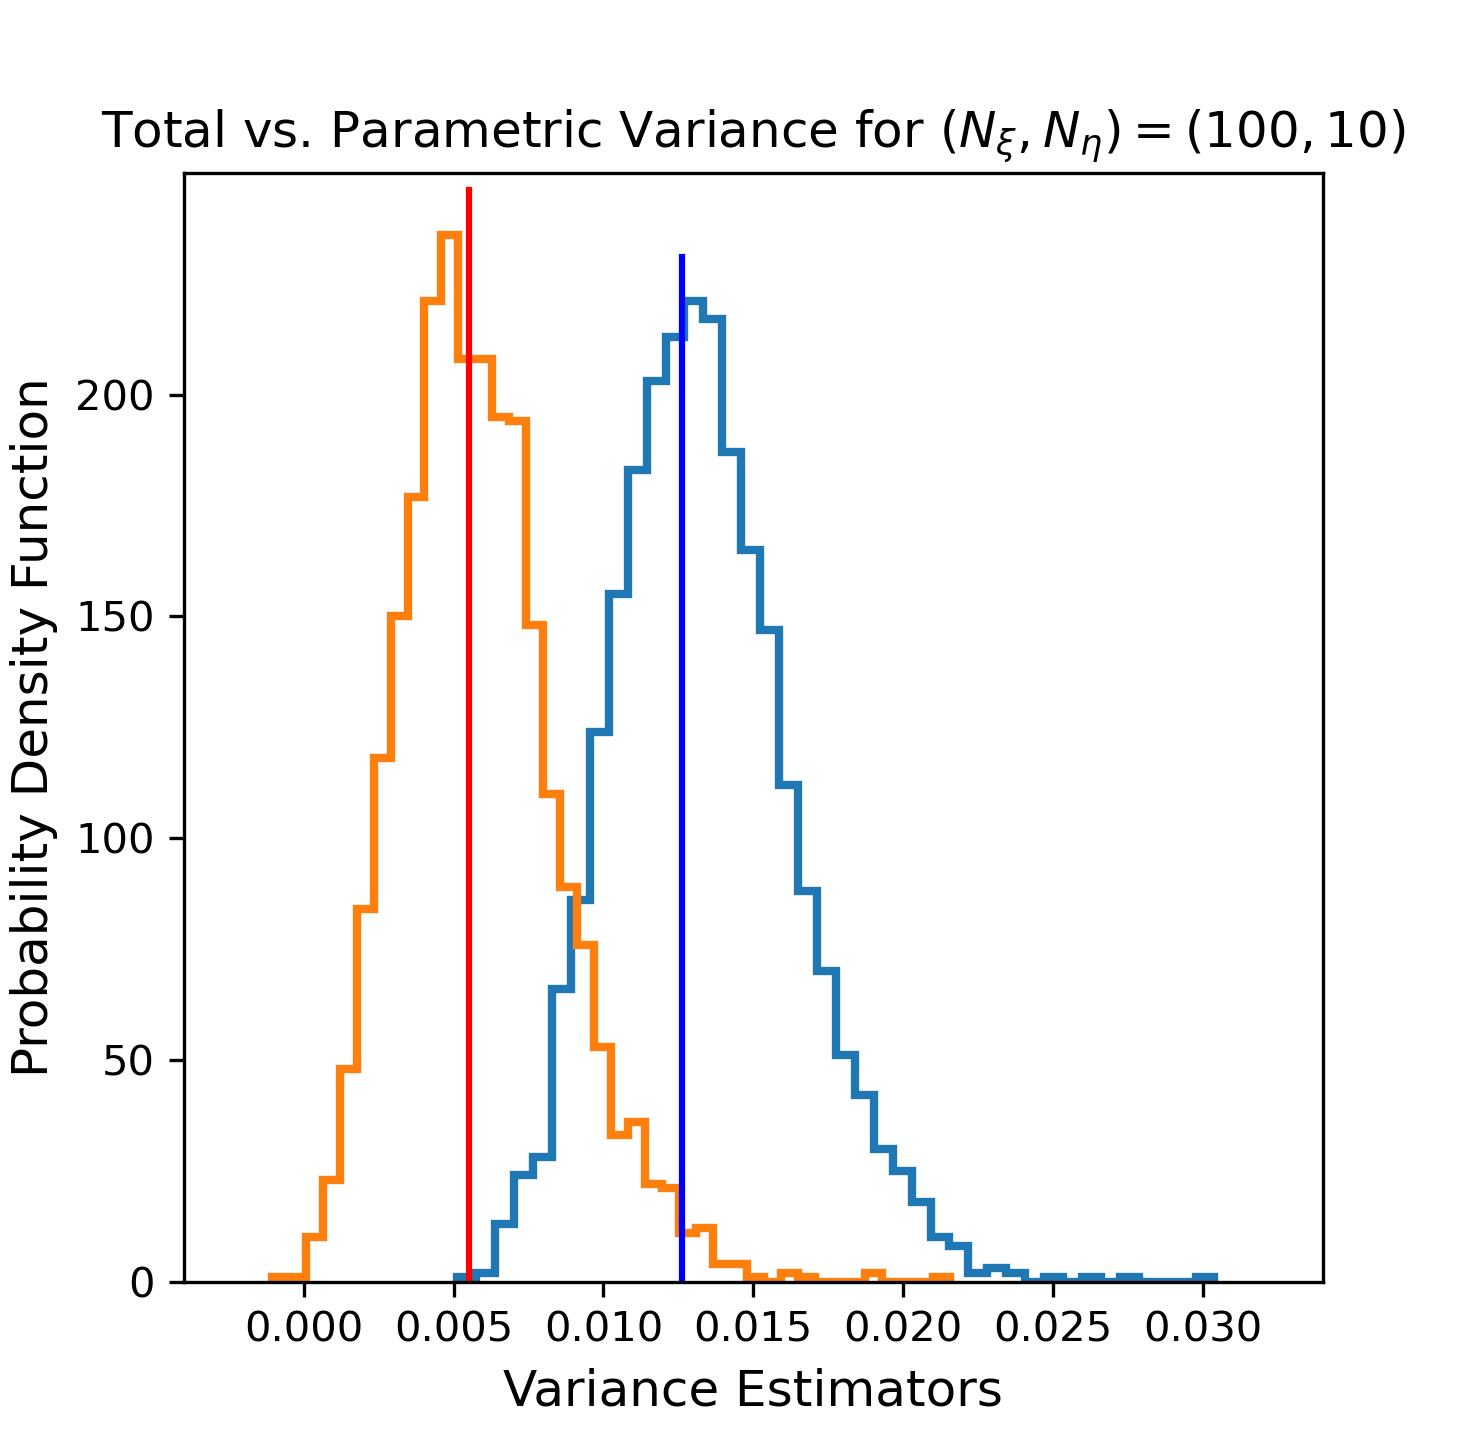 Total vs. Parametric Variance for (N_ξ, N_η) = (100, 10)
Probability Density Function
200
150
100
50
0
0.000 0.005 0.010 0.015 0.020 0.025 0.030
Variance Estimators